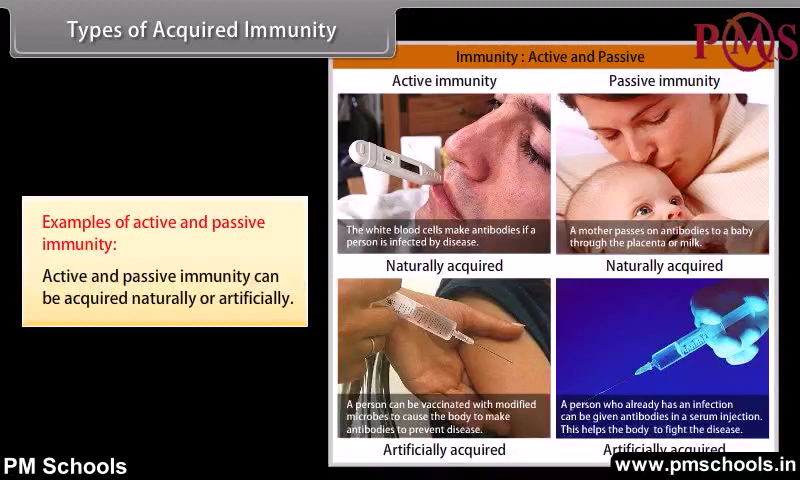 Types of Acquired Immunity
PMS
Immunity : Active and Passive
Active immunity
Passive immunity
The white blood cells make antibodies if a
person is infected by disease.
A mother passes on antibodies to a baby
through the placenta or milk.
Naturally acquired
Naturally acquired
Examples of active and passive
immunity:
Active and passive immunity can
be acquired naturally or artificially.
A person can be vaccinated with modified
microbes to cause the body to make
antibodies to prevent disease.
A person who already has an infection
can be given antibodies in a serum injection.
This helps the body to fight the disease.
Artificially acquired
Artificially acquired
PM Schools
www.pmschools.in